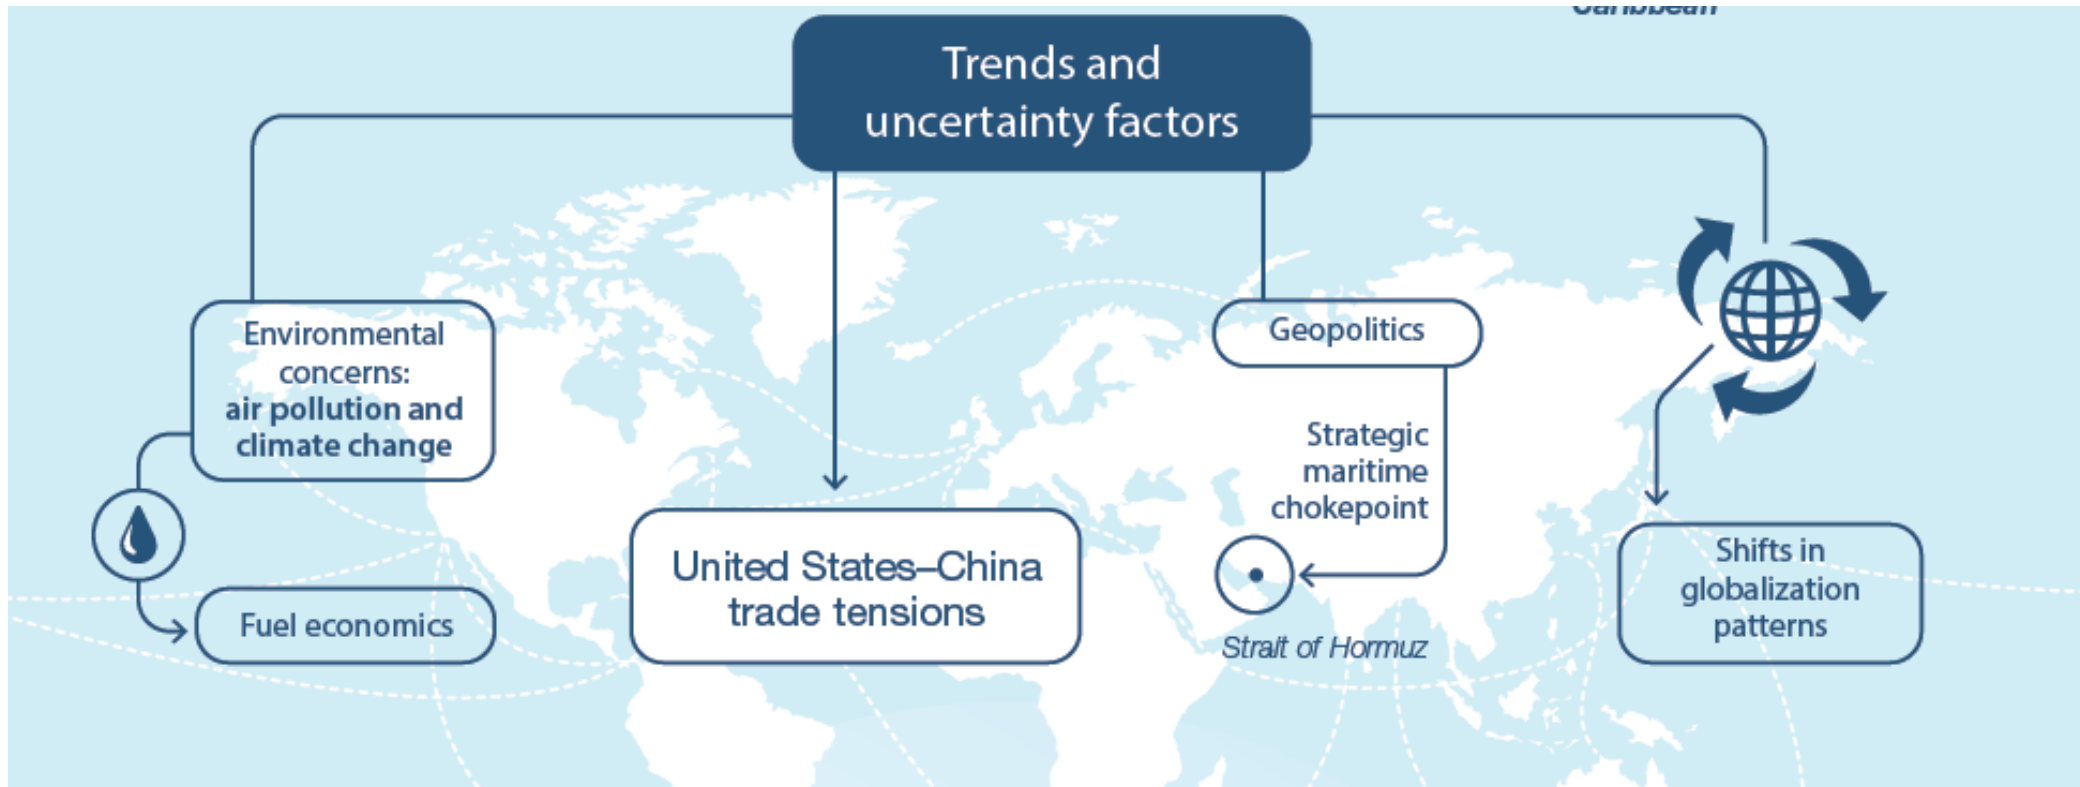 Caribbean
Trends and
uncertainty factors
Environmental
concerns:
air pollution and
climate change
Fuel economics
United States–China
trade tensions
Geopolitics
Strategic
maritime
chokepoint
Strait of Hormuz
Shifts in
globalization
patterns